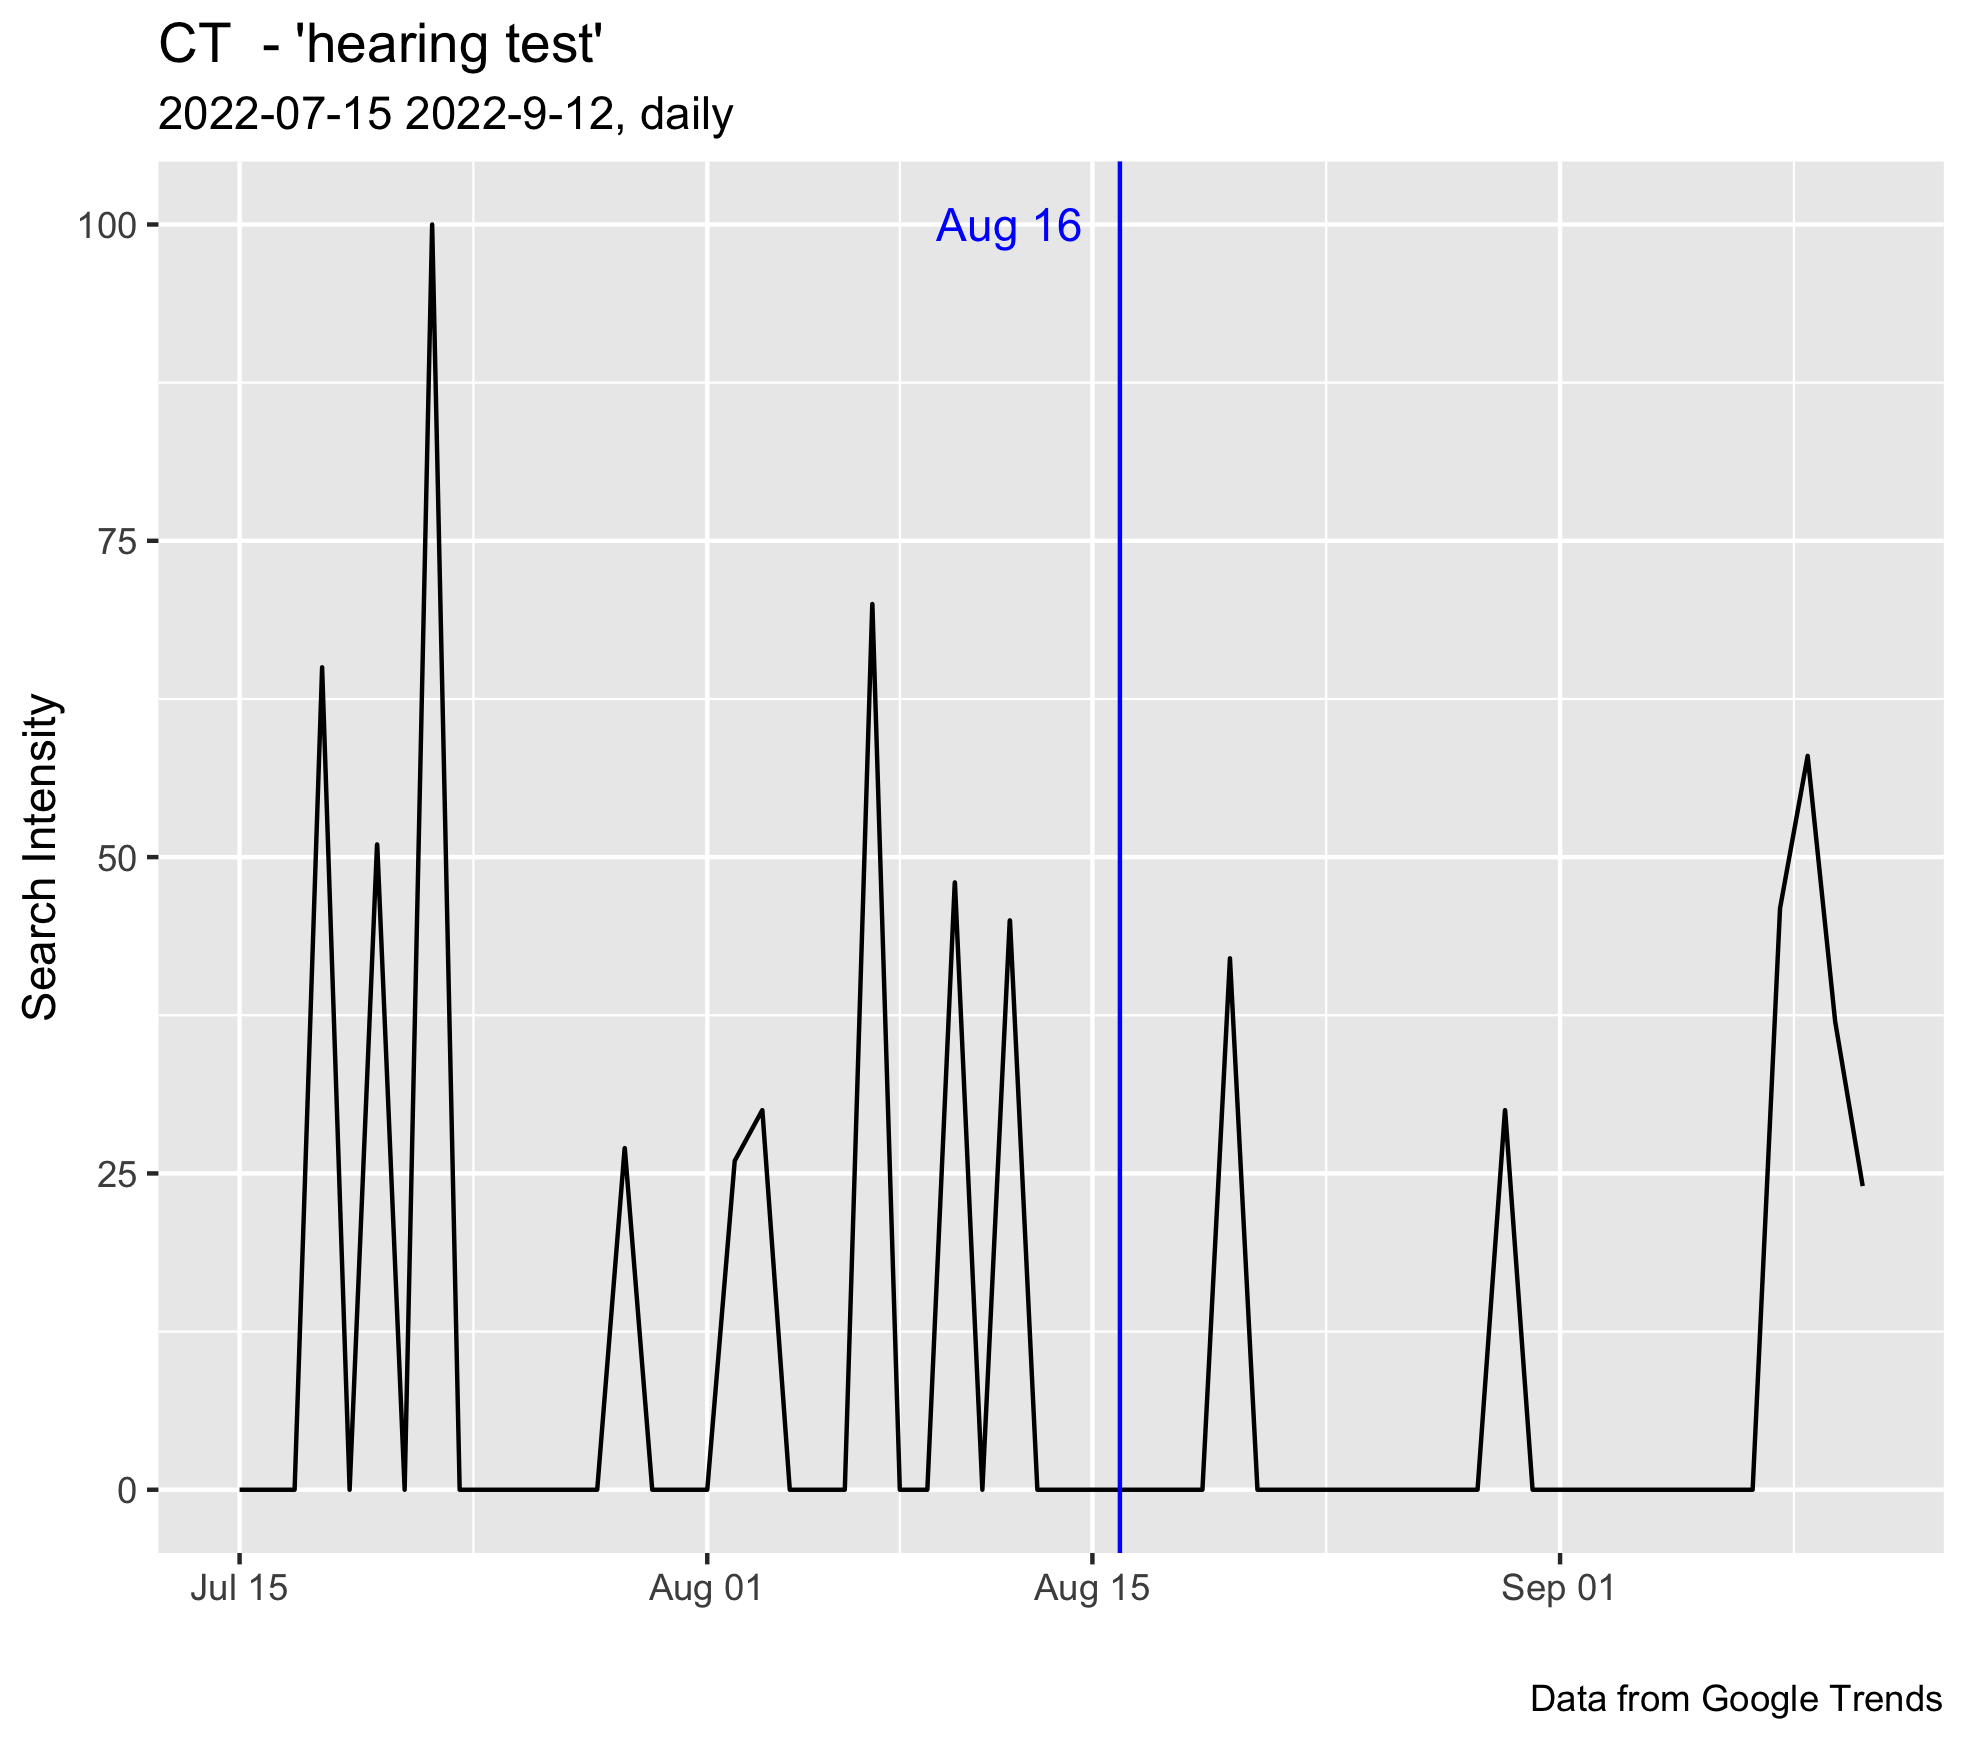 CT  - 'hearing test'
2022-07-15 2022-9-12, daily
Aug 16
100
75
50
25
0
Search Intensity
Jul 15
Aug 01
Aug 15
Sep 01
Data from Google Trends